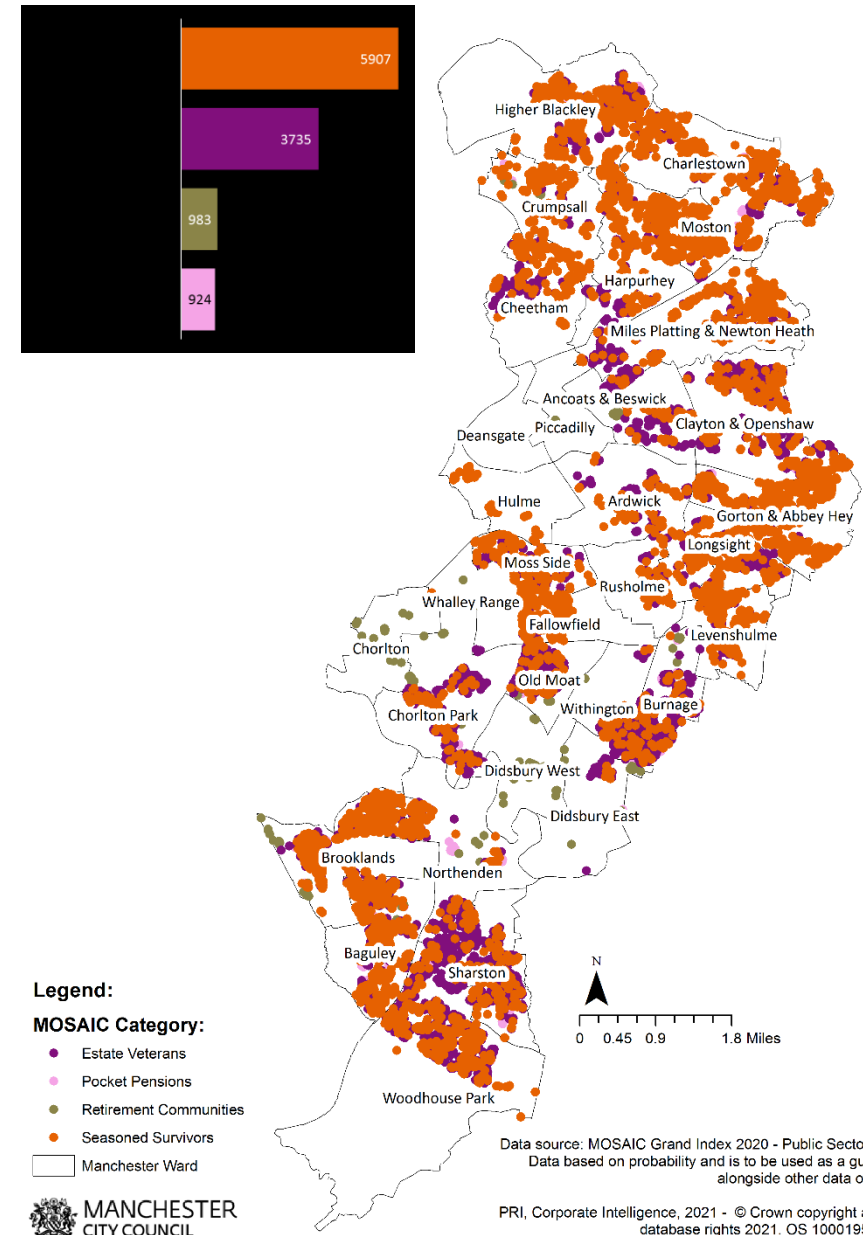 5907
3735
983
924
Higher Blackley
Charlestown
Crumpsall
Moston
Harpurhey
Cheetham
Miles Platting & Newton Heath
Ancoats & Beswick
Clayton & Openshaw
Piccadilly
Deansgate
Hulme
Ardwick
Gorton & Abbey Hey
Longsight
Moss Side
Rusholme
Whalley Range
Fallowfield
Levenshulme
Chorlton
Old Moat
Withington
Burnage
Chorlton Park
Didsbury West
Didsbury East
Brooklands
Northenden
Baguley
Sharston
Woodhouse Park
N
0 0.45 0.9 1.8 Miles
Legend:
MOSAIC Category:
Estate Veterans
Pocket Pensions
Retirement Communities
Seasoned Survivors
Manchester Ward
MANCHESTER
CITY COUNCIL
Data source: MOSAIC Grand Index 2020 - Public Secto
Data based on probability and is to be used as a gu
alongside other data o
PRI, Corporate Intelligence, 2021 - © Crown copyright a
database rights 2021. OS 1000195